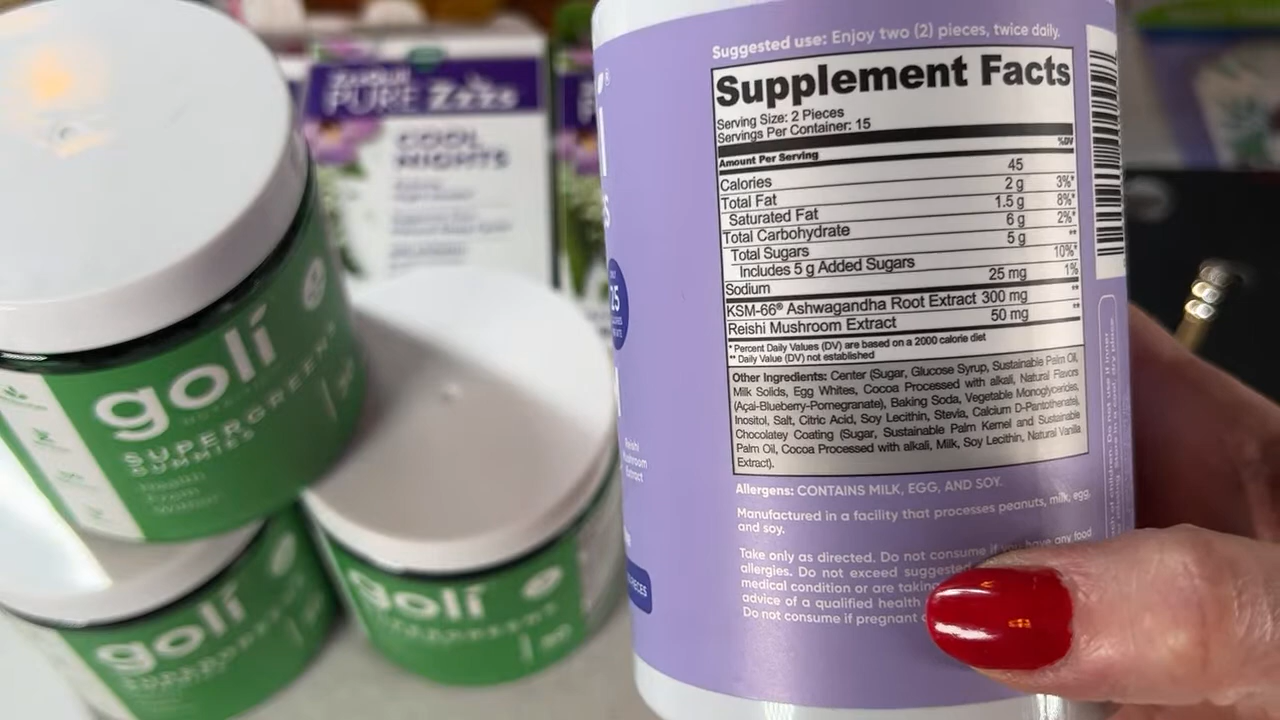 goli
SUPERGREENS
GUMMIES
Health
From
Within
goli
goli
PURE Zzzs
COOL
NIGHTS
Suggested use: Enjoy two (2) pieces, twice daily.
Supplement Facts
Serving Size: 2 Pieces
Servings Per Container: 15
Amount Per Serving %DV
Calories 45
Total Fat 2 g 3%*
Saturated Fat 1.5 g 8%*
Total Carbohydrate 6 g 2%*
Total Sugars 5 g **
Includes 5 g Added Sugars 10%*
Sodium 25 mg 1%
KSM-66® Ashwagandha Root Extract 300 mg **
Reishi Mushroom Extract 50 mg **
* Percent Daily Values (DV) are based on a 2000 calorie diet
** Daily Value (DV) not established
Other Ingredients: Center (Sugar, Glucose Syrup, Sustainable Palm Oil,
Milk Solids, Egg Whites, Cocoa Processed with alkali, Natural Flavors
(Açai-Blueberry-Pomegranate), Baking Soda, Vegetable Monoglycerides,
Inositol, Salt, Citric Acid, Soy Lecithin, Stevia, Calcium D-Pantothenate),
Chocolatey Coating (Sugar, Sustainable Palm Kernel and Sustainable
Palm Oil, Cocoa Processed with alkali, Milk, Soy Lecithin, Natural Vanilla
Extract).
Allergens: CONTAINS MILK, EGG, AND SOY.
Manufactured in a facility that processes peanuts, milk, egg,
and soy.
Take only as directed. Do not consume if you have any food
allergies. Do not exceed suggested
medical condition or are taking
advice of a qualified health
Do not consume if pregnant
Reishi
Extract